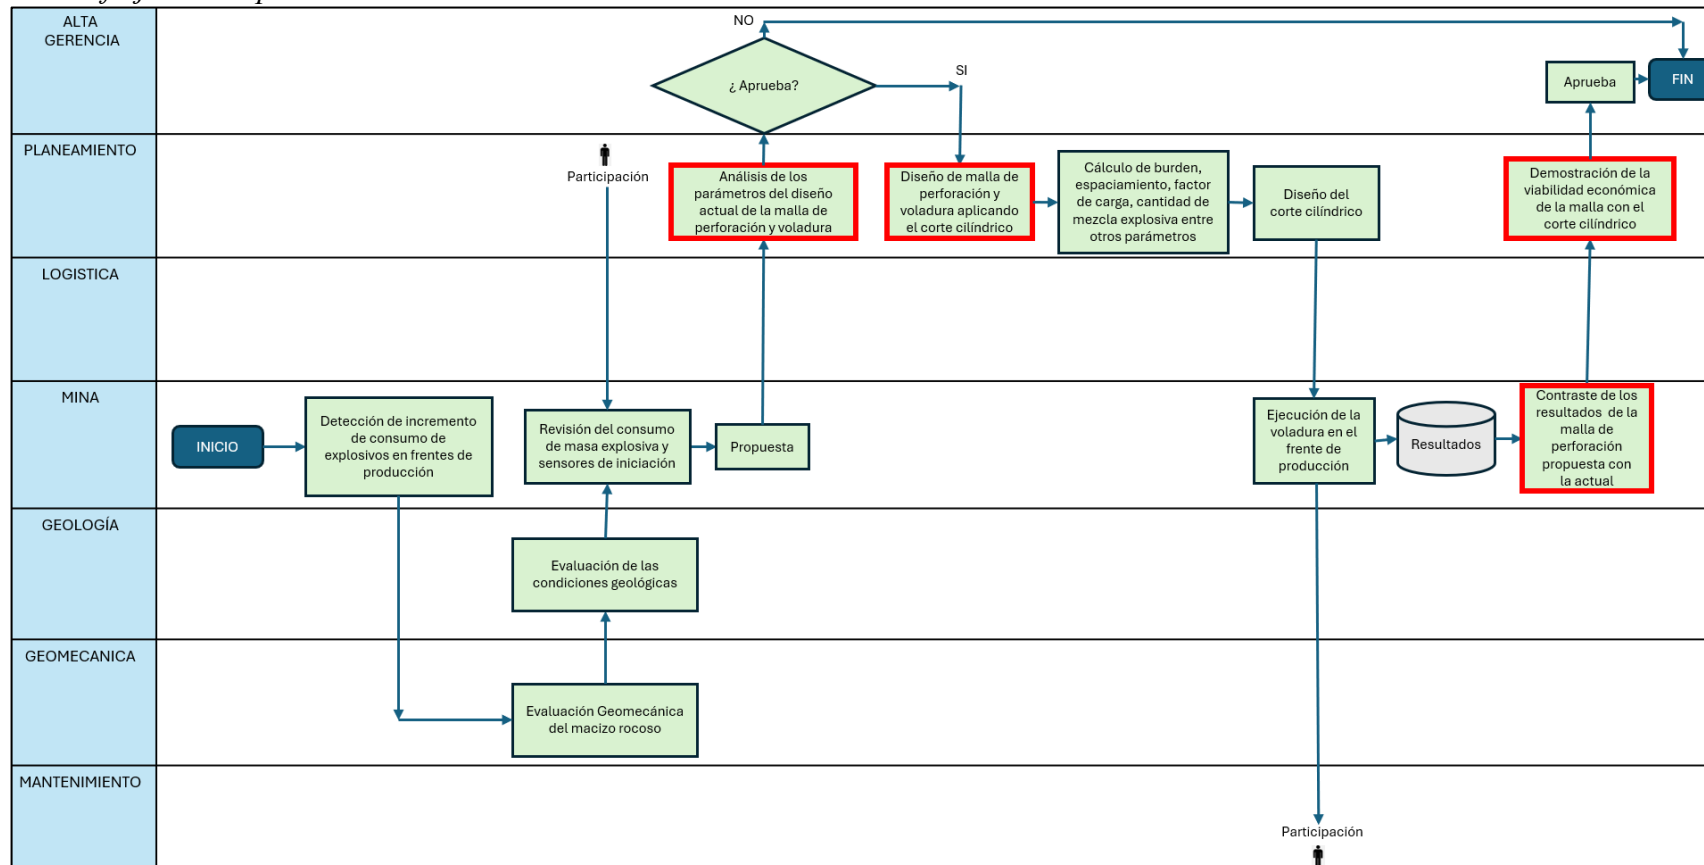 ALTA
GERENCIA
NO
¿ Aprueba?
SI
Aprueba
FIN
PLANEAMIENTO
Participación
Análisis de los
parámetros del diseño
actual de la malla de
perforación y voladura
Diseño de malla de
perforación y
voladura aplicando
el corte cilíndrico
Cálculo de burden,
espaciamiento, factor
de carga, cantidad de
mezcla explosiva entre
otros parámetros
Diseño del
corte cilíndrico
Demostración de la
viabilidad económica
de la malla con el
corte cilíndrico
LOGISTICA
MINA
INICIO
Detección de incremento
de consumo de
explosivos en frentes de
producción
Revisión del consumo
de masa explosiva y
sensores de iniciación
Propuesta
Ejecución de la
voladura en el
frente de
producción
Resultados
Contraste de los
resultados de la
malla de
perforación
propuesta con
la actual
GEOLOGÍA
Evaluación de las
condiciones geológicas
GEOMECANICA
Evaluación Geomecánica
del macizo rocoso
MANTENIMIENTO
Participación